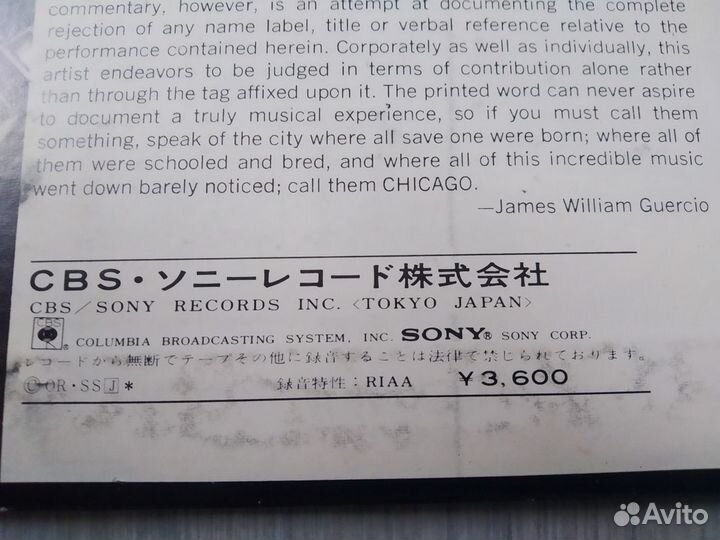 commentary, however, is an attempt at documenting the complete
rejection of any name label, title or verbal reference relative to the
performance contained herein. Corporately as well as individually, this
artist endeavors to be judged in terms of contribution alone rather
than through the tag affixed upon it. The printed word can never aspire
to document a truly musical experience, so if you must call them
something, speak of the city where all save one were born; where all of
them were schooled and bred, and where all of this incredible music
went down barely noticed; call them CHICAGO.
—James William Guercio
CBS・ソニーレコード株式会社
CBS/SONY RECORDS INC. <TOKYO JAPAN>
CBS ® COLUMBIA BROADCASTING SYSTEM, INC. SONY® SONY CORP.
レコードから無断でテープその他に録音することは法律で禁じられております。
Ⓒ OR・SS J *
録音特性：RIAA ¥3,600
Avito